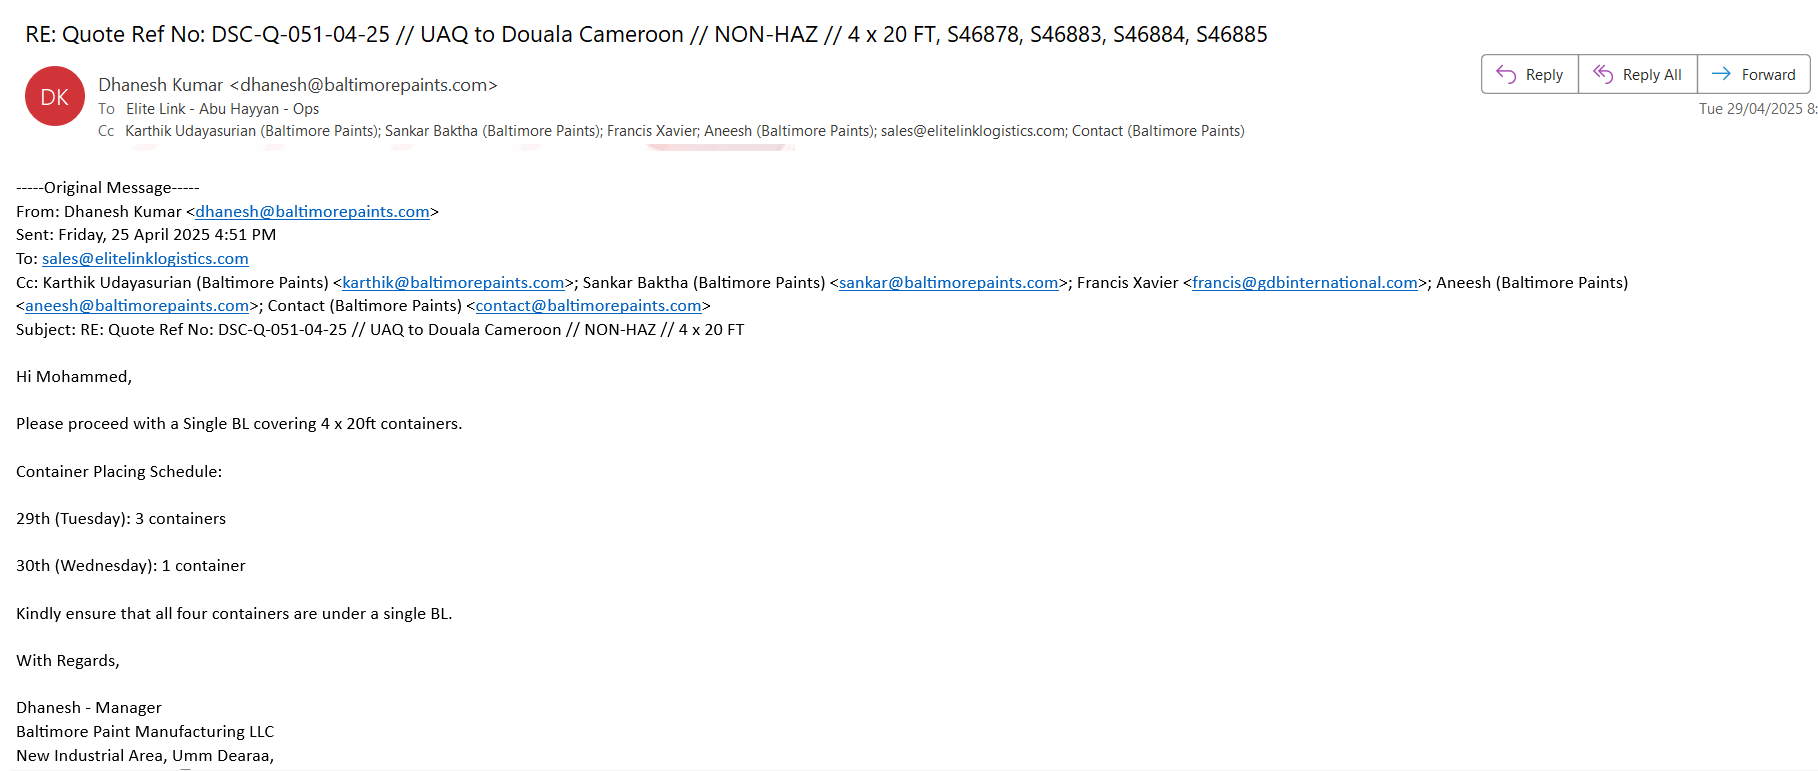 RE: Quote Ref No: DSC-Q-051-04-25 // UAQ to Douala Cameroon // NON-HAZ // 4 x 20 FT, S46878, S46883, S46884, S46885
DK
Dhanesh Kumar <dhanesh@baltimorepaints.com>
To Elite Link - Abu Hayyan - Ops
Cc Karthik Udayasurian (Baltimore Paints); Sankar Baktha (Baltimore Paints); Francis Xavier; Aneesh (Baltimore Paints); sales@elitelinklogistics.com; Contact (Baltimore Paints)
Reply Reply All Forward
Tue 29/04/2025 8:
-----Original Message-----
From: Dhanesh Kumar <dhanesh@baltimorepaints.com>
Sent: Friday, 25 April 2025 4:51 PM
To: sales@elitelinklogistics.com
Cc: Karthik Udayasurian (Baltimore Paints) <karthik@baltimorepaints.com>; Sankar Baktha (Baltimore Paints) <sankar@baltimorepaints.com>; Francis Xavier <francis@gdbinternational.com>; Aneesh (Baltimore Paints)
<aneesh@baltimorepaints.com>; Contact (Baltimore Paints) <contact@baltimorepaints.com>
Subject: RE: Quote Ref No: DSC-Q-051-04-25 // UAQ to Douala Cameroon // NON-HAZ // 4 x 20 FT
Hi Mohammed,
Please proceed with a Single BL covering 4 x 20ft containers.
Container Placing Schedule:
29th (Tuesday): 3 containers
30th (Wednesday): 1 container
Kindly ensure that all four containers are under a single BL.
With Regards,
Dhanesh - Manager
Baltimore Paint Manufacturing LLC
New Industrial Area, Umm Dearaa,